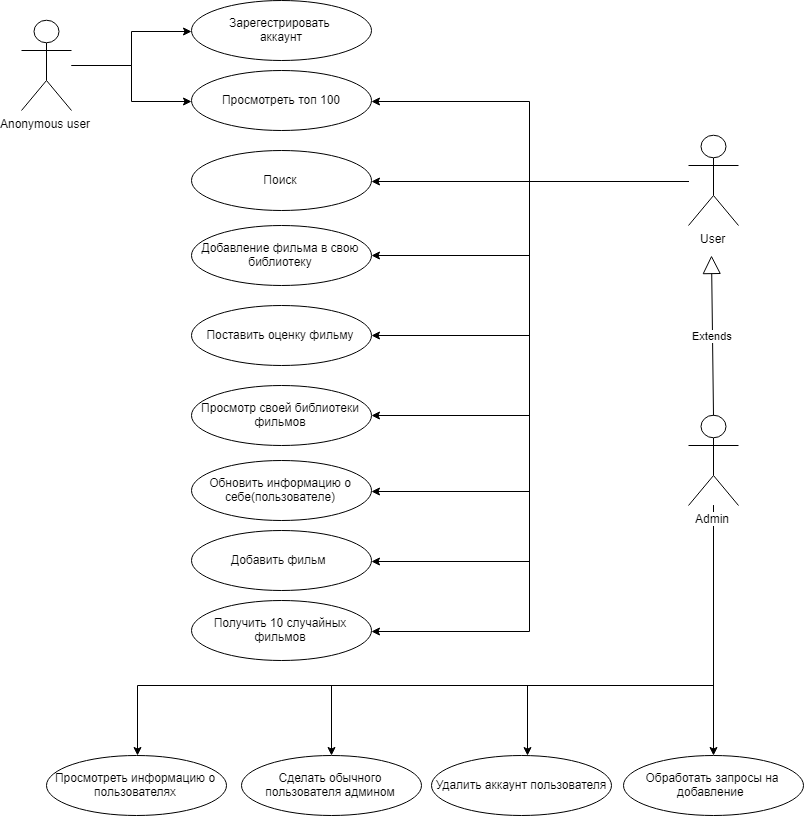 Зарегестрировать
аккаунт
Anonymous user
Просмотреть топ 100
Поиск
User
Добавление фильма в свою
библиотеку
Поставить оценку фильму
Extends
Просмотр своей библиотеки
фильмов
Обновить информацию о
себе(пользователе)
Admin
Добавить фильм
Получить 10 случайных
фильмов
Просмотреть информацию о
пользователях
Сделать обычного
пользователя админом
Удалить аккаунт пользователя
Обработать запросы на
добавление